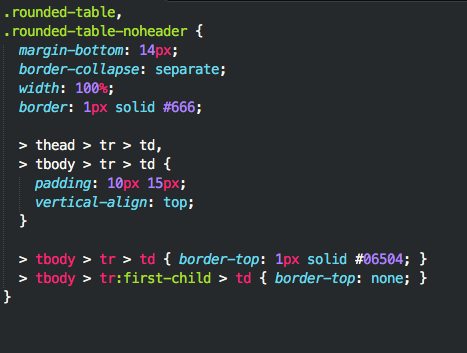 .rounded-table,
.rounded-table-noheader {
margin-bottom: 14px;
border-collapse: separate;
width: 100%;
border: 1px solid #666;
> thead > tr > td,
> tbody > tr > td {
padding: 10px 15px;
vertical-align: top;
}
> tbody > tr > td { border-top: 1px solid #06504; }
> tbody > tr:first-child > td { border-top: none; }
}